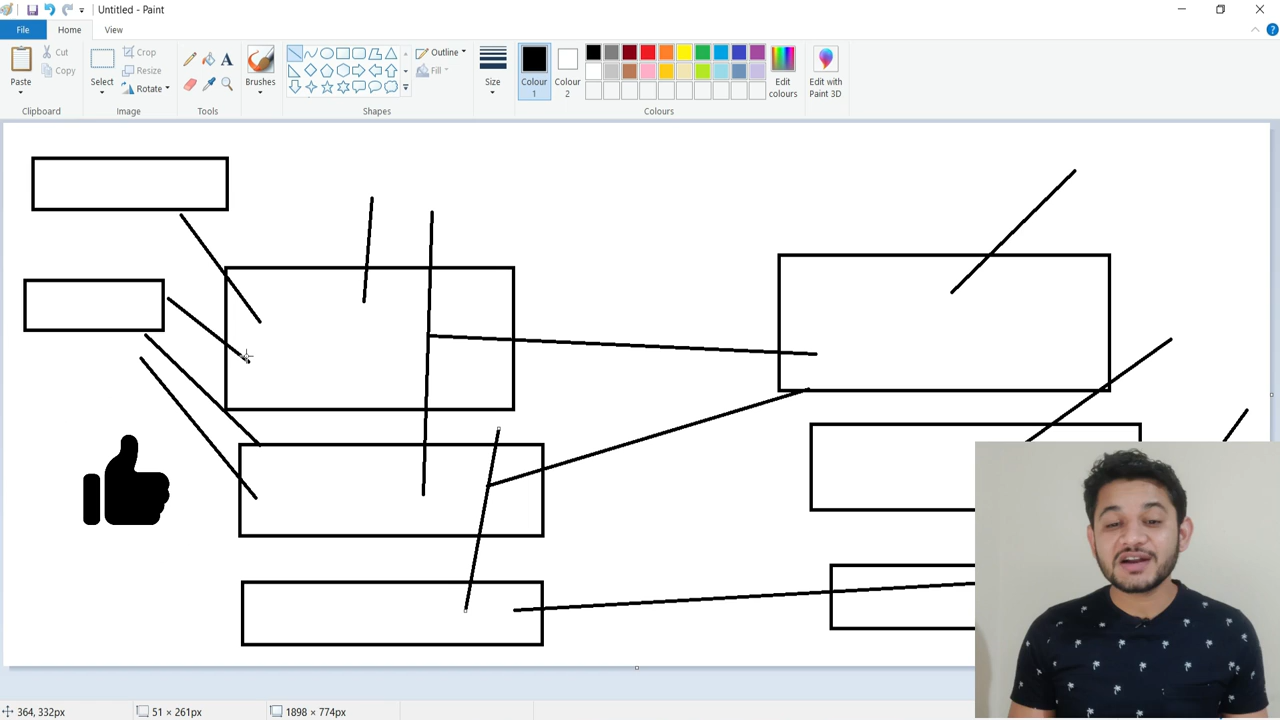 Untitled - Paint
File Home View
Paste
Cut
Copy
Clipboard
Select
Crop
Resize
Rotate
Image
Tools
Brushes
Outline
Fill
Shapes
Size
Colour 1
Colour 2
Edit colours
Edit with Paint 3D
Colours
364, 332px
51 × 261px
1898 × 774px